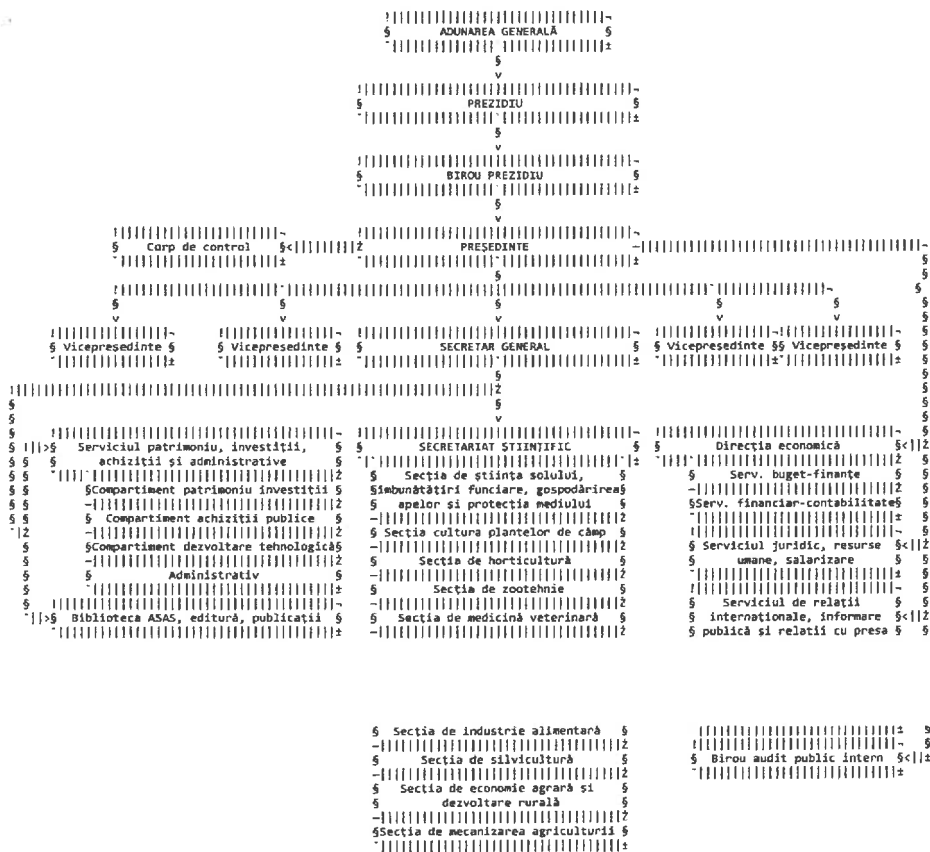 ADUNAREA GENERALĂ
PREZIDIU
BIROU PREZIDIU
Corp de control
PREŞEDINTE
Vicepreşedinte
Vicepreşedinte
SECRETAR GENERAL
Vicepreşedinte
Vicepreşedinte
Serviciul patrimoniu, investiţii,
achiziţii şi administrative
Compartiment patrimoniu investiţii
Compartiment achiziţii publice
Compartiment dezvoltare tehnologică
Administrativ
Biblioteca ASAS, editură, publicaţii
SECRETARIAT ŞTIINŢIFIC
Secţia de ştiinţa solului,
îmbunătăţiri funciare, gospodărirea
apelor şi protecţia mediului
Secţia cultura plantelor de câmp
Secţia de horticultură
Secţia de zootehnie
Secţia de medicină veterinară
Direcţia economică
Serv. buget-finanţe
Serv. financiar-contabilitate
Serviciul juridic, resurse
umane, salarizare
Serviciul de relaţii
internaţionale, informare
publică şi relaţii cu presa
Secţia de industrie alimentară
Secţia de silvicultură
Secţia de economie agrară şi
dezvoltare rurală
Secţia de mecanizarea agriculturii
Birou audit public intern